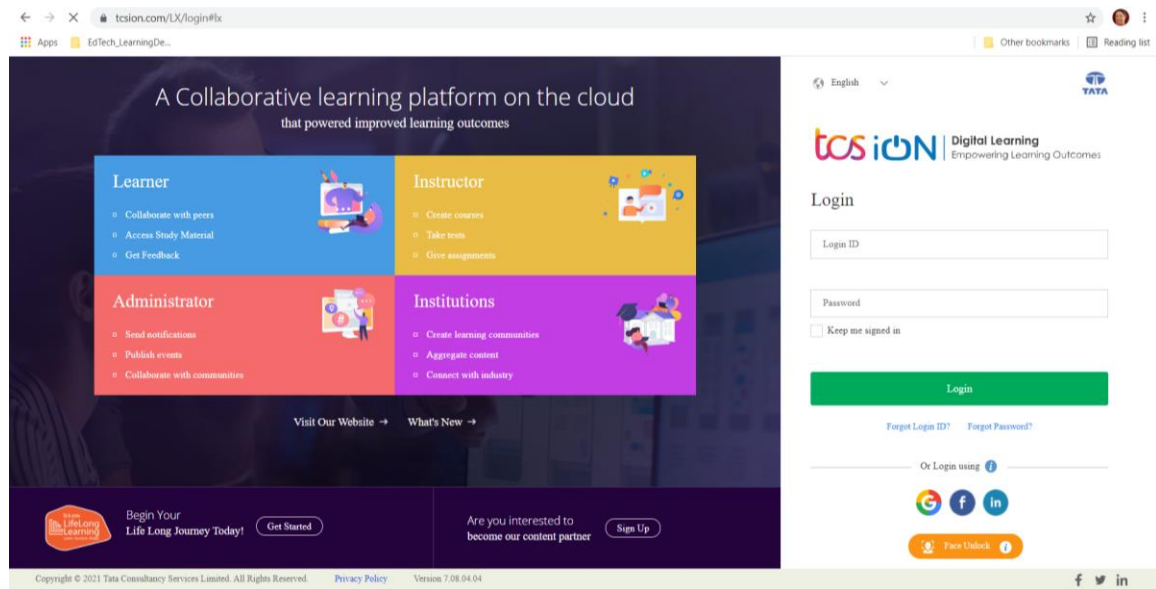 tcsion.com/LX/login#lx
Apps EdTech_LearningDe... Other bookmarks Reading list
A Collaborative learning platform on the cloud
that powered improved learning outcomes
Learner
Collaborate with peers
Access Study Material
Get Feedback
Instructor
Create courses
Take tests
Give assignments
Administrator
Send notifications
Publish events
Collaborate with communities
Institutions
Create learning communities
Aggregate content
Connect with industry
Visit Our Website → What's New →
LifeLong
Learning
Begin Your
Life Long Journey Today!
Get Started
Are you interested to
become our content partner
Sign Up
English
TATA
tcs iON | Digital Learning
Empowering Learning Outcomes
Login
Login ID
Password
Keep me signed in
Login
Forgot Login ID? Forgot Password?
Or Login using i
G f in
Face Unlock i
Copyright © 2021 Tata Consultancy Services Limited. All Rights Reserved. Privacy Policy Version 7.08.04.04
f in